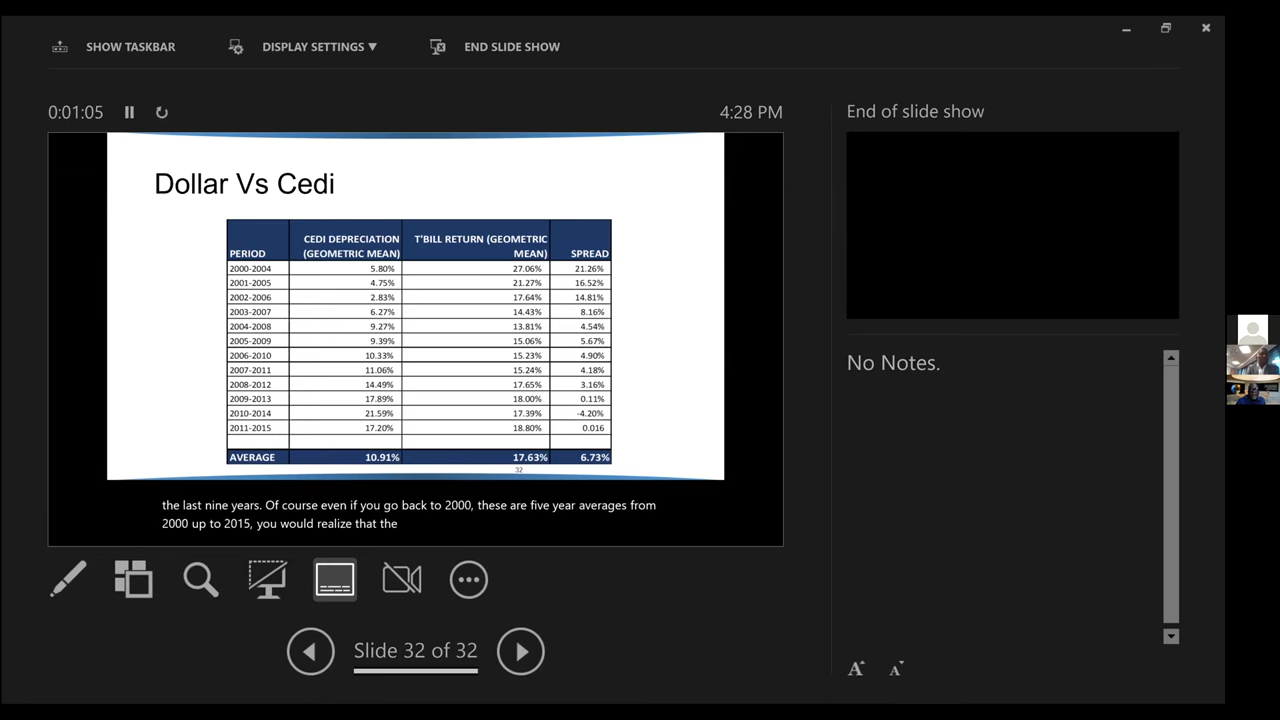 SHOW TASKBAR DISPLAY SETTINGS ▼ END SLIDE SHOW
0:01:05 4:28 PM
End of slide show
Dollar Vs Cedi
PERIOD CEDI DEPRECIATION (GEOMETRIC MEAN) T'BILL RETURN (GEOMETRIC MEAN) SPREAD
2000-2004 5.80% 27.06% 21.26%
2001-2005 4.75% 21.27% 16.52%
2002-2006 2.83% 17.64% 14.81%
2003-2007 6.27% 14.43% 8.16%
2004-2008 9.27% 13.81% 4.54%
2005-2009 9.39% 15.06% 5.67%
2006-2010 10.33% 15.23% 4.90%
2007-2011 11.06% 15.24% 4.18%
2008-2012 14.49% 17.65% 3.16%
2009-2013 17.89% 18.00% 0.11%
2010-2014 21.59% 17.39% -4.20%
2011-2015 17.20% 18.80% 0.016
AVERAGE 10.91% 17.63% 6.73%
32
the last nine years. Of course even if you go back to 2000, these are five year averages from
2000 up to 2015, you would realize that the
No Notes.
Slide 32 of 32
A A